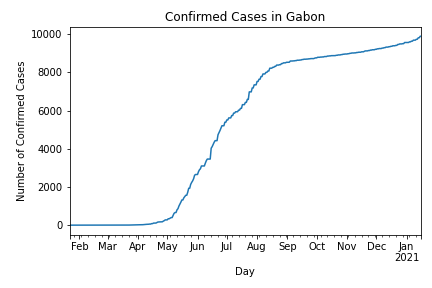 Confirmed Cases in Gabon
Number of Confirmed Cases
10000
8000
6000
4000
2000
0
Feb Mar Apr May Jun Jul Aug Sep Oct Nov Dec Jan
2021
Day